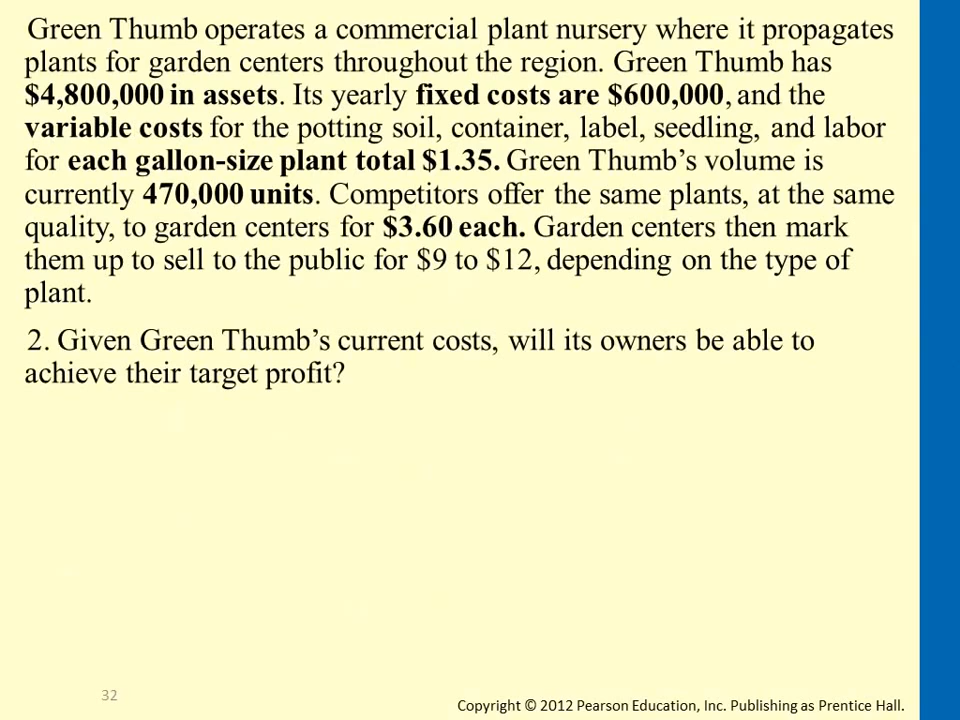 Green Thumb operates a commercial plant nursery where it propagates
plants for garden centers throughout the region. Green Thumb has
$4,800,000 in assets. Its yearly fixed costs are $600,000, and the
variable costs for the potting soil, container, label, seedling, and labor
for each gallon-size plant total $1.35. Green Thumb’s volume is
currently 470,000 units. Competitors offer the same plants, at the same
quality, to garden centers for $3.60 each. Garden centers then mark
them up to sell to the public for $9 to $12, depending on the type of
plant.
2. Given Green Thumb’s current costs, will its owners be able to
achieve their target profit?
32
Copyright © 2012 Pearson Education, Inc. Publishing as Prentice Hall.